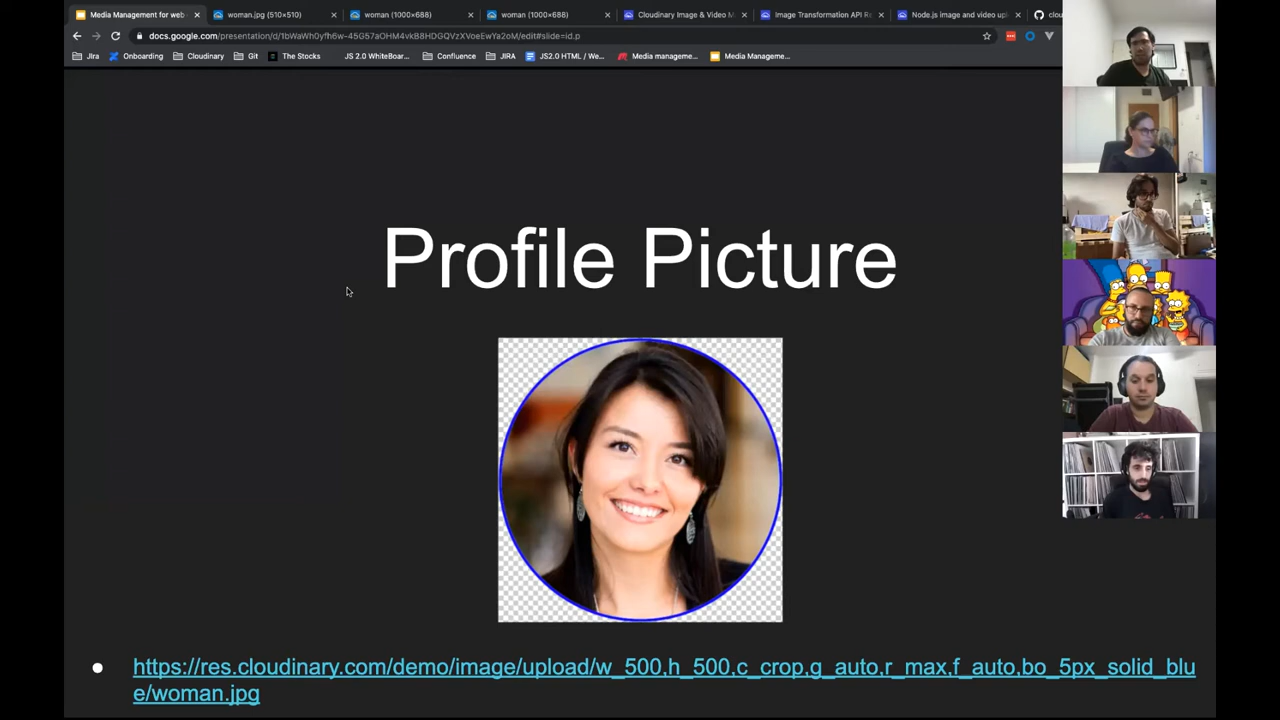 Media Management for web
woman.jpg (510×510)
woman (1000×688)
woman (1000×688)
Cloudinary Image & Video M
Image Transformation API R
Node.js image and video upl
clou
docs.google.com/presentation/d/1bWaWh0yfh6w-45G57aOHM4vkB8HDGQVzXVoeEwYa2oM/edit#slide=id.p
Jira
Onboarding
Cloudinary
Git
The Stocks
JS 2.0 WhiteBoar...
Confluence
JIRA
JS2.0 HTML / We...
Media manageme...
Media Manageme...
Profile Picture
https://res.cloudinary.com/demo/image/upload/w_500,h_500,c_crop,g_auto,r_max,f_auto,bo_5px_solid_blu
e/woman.jpg